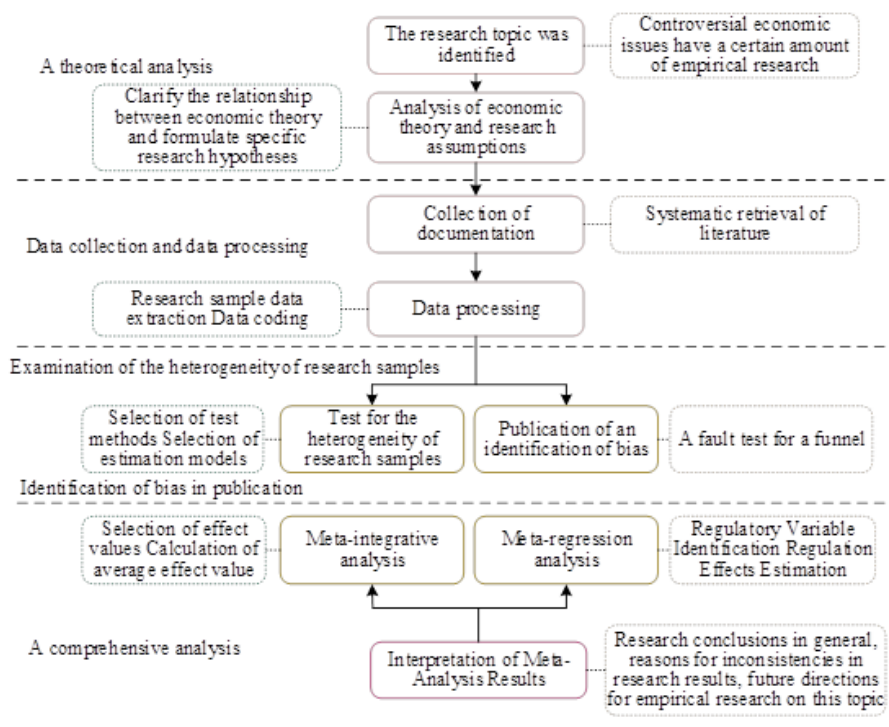 The research topic was
identified
Controversial economic
issues have a certain amount
of empirical research
A theoretical analysis
Clarify the relationship
between economic theory
and formulate specific
research hypotheses
Analysis of economic
theory and research
assumptions
Collection of
documentation
Systematic retrieval of
literature
Data collection and data processing
Research sample data
extraction Data coding
Data processing
Examination of the heterogeneity of research samples
Selection of test
methods Selection of
estimation models
Test for the
heterogeneity of
research samples
Publication of an
identification of bias
A fault test for a funnel
Identification of bias in publication
Selection of effect
values Calculation of
average effect value
Meta-integrative
analysis
Meta-regression
analysis
Regulatory Variable
Identification Regulation
Effects Estimation
A comprehensive analysis
Interpretation of Meta-
Analysis Results
Research conclusions in general,
reasons for inconsistencies in
research results, future directions
for empirical research on this topic